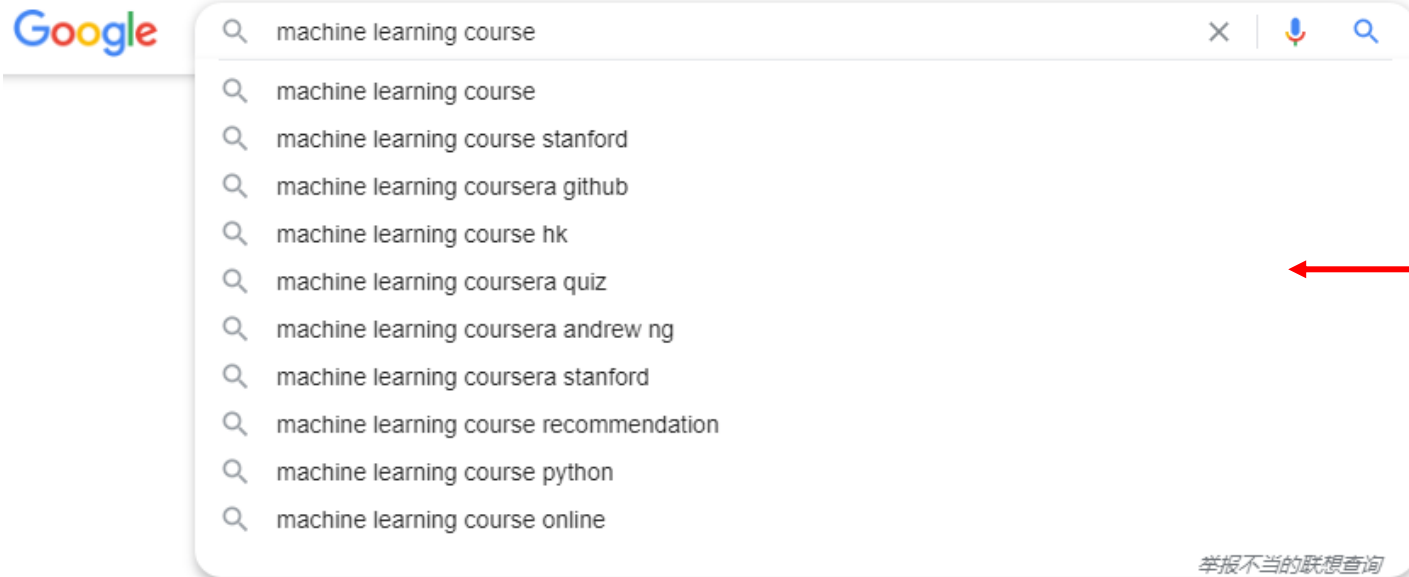 Google
machine learning course
machine learning course
machine learning course stanford
machine learning coursera github
machine learning course hk
machine learning coursera quiz
machine learning coursera andrew ng
machine learning coursera stanford
machine learning course recommendation
machine learning course python
machine learning course online
举报不当的联想查询